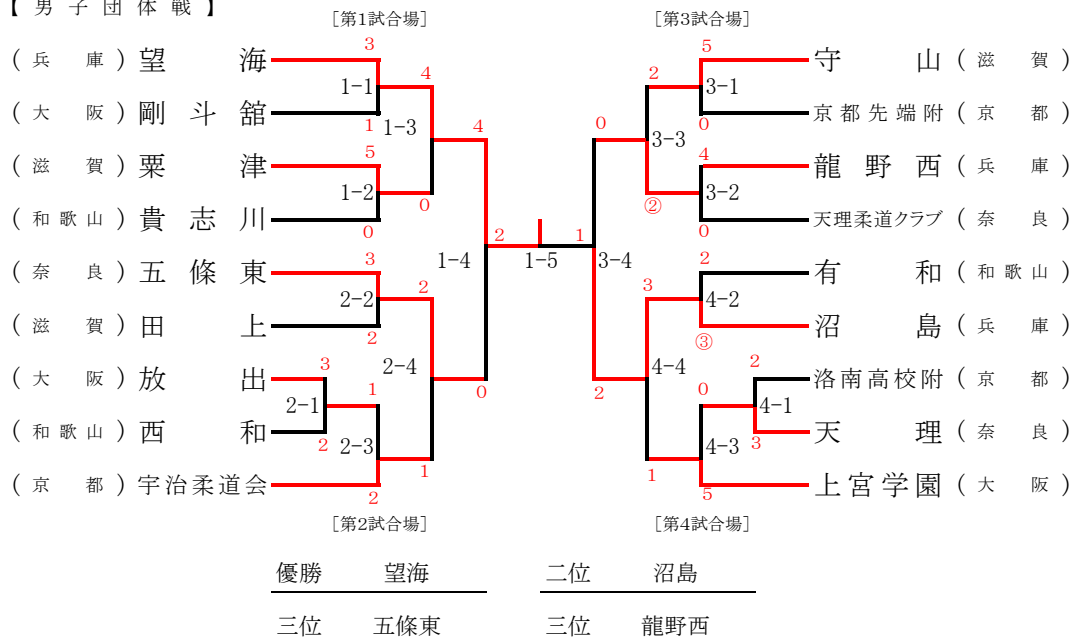 【 男 子 団 体 戦 】
[第1試合場]
[第3試合場]
3
5
( 兵 庫 ) 望 海
守 山 ( 滋 賀 )
4
2
1-1
3-1
( 大 阪 ) 剛 斗 舘
京都先端附 ( 京 都 )
1
1-3
4
0
3-3
0
5
4
( 滋 賀 ) 粟 津
龍 野 西 ( 兵 庫 )
1-2
3-2
0
②
( 和 歌 山 ) 貴 志 川
天理柔道クラブ ( 奈 良 )
0
0
2
1
1-4
1-5
3-4
3
2
( 奈 良 ) 五 條 東
有 和 ( 和 歌 山 )
2
3
2-2
4-2
( 滋 賀 ) 田 上
沼 島 ( 兵 庫 )
2
③
2-4
4-4
3
2
( 大 阪 ) 放 出
洛南高校附 ( 京 都 )
1
0
2
0
2-1
4-1
( 和 歌 山 ) 西 和
天 理 ( 奈 良 )
2
2-3
4-3
3
1
1
( 京 都 ) 宇治柔道会
上宮学園 ( 大 阪 )
2
5
[第2試合場]
[第4試合場]
優勝 望海
二位 沼島
三位 五條東
三位 龍野西